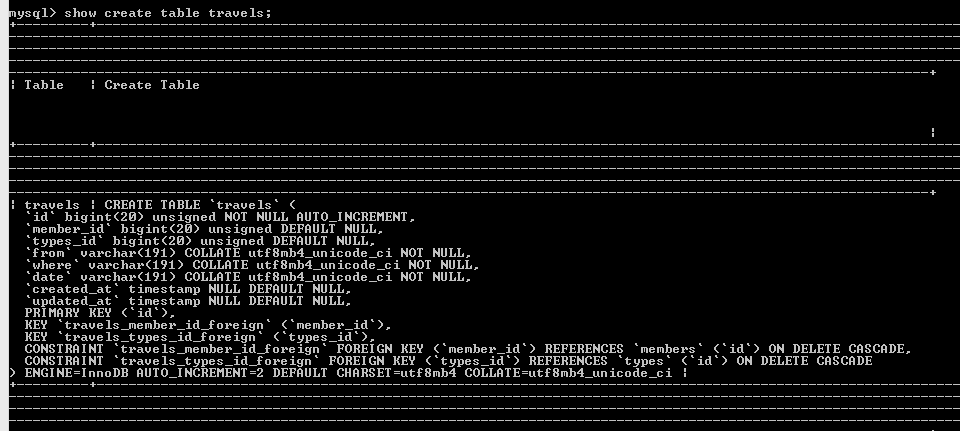 mysql> show create table travels;
| Table | Create Table
|
| travels | CREATE TABLE `travels` (
`id` bigint(20) unsigned NOT NULL AUTO_INCREMENT,
`member_id` bigint(20) unsigned DEFAULT NULL,
`types_id` bigint(20) unsigned DEFAULT NULL,
`from` varchar(191) COLLATE utf8mb4_unicode_ci NOT NULL,
`where` varchar(191) COLLATE utf8mb4_unicode_ci NOT NULL,
`date` varchar(191) COLLATE utf8mb4_unicode_ci NOT NULL,
`created_at` timestamp NULL DEFAULT NULL,
`updated_at` timestamp NULL DEFAULT NULL,
PRIMARY KEY (`id`),
KEY `travels_member_id_foreign` (`member_id`),
KEY `travels_types_id_foreign` (`types_id`),
CONSTRAINT `travels_member_id_foreign` FOREIGN KEY (`member_id`) REFERENCES `members` (`id`) ON DELETE CASCADE,
CONSTRAINT `travels_types_id_foreign` FOREIGN KEY (`types_id`) REFERENCES `types` (`id`) ON DELETE CASCADE
) ENGINE=InnoDB AUTO_INCREMENT=2 DEFAULT CHARSET=utf8mb4 COLLATE=utf8mb4_unicode_ci |